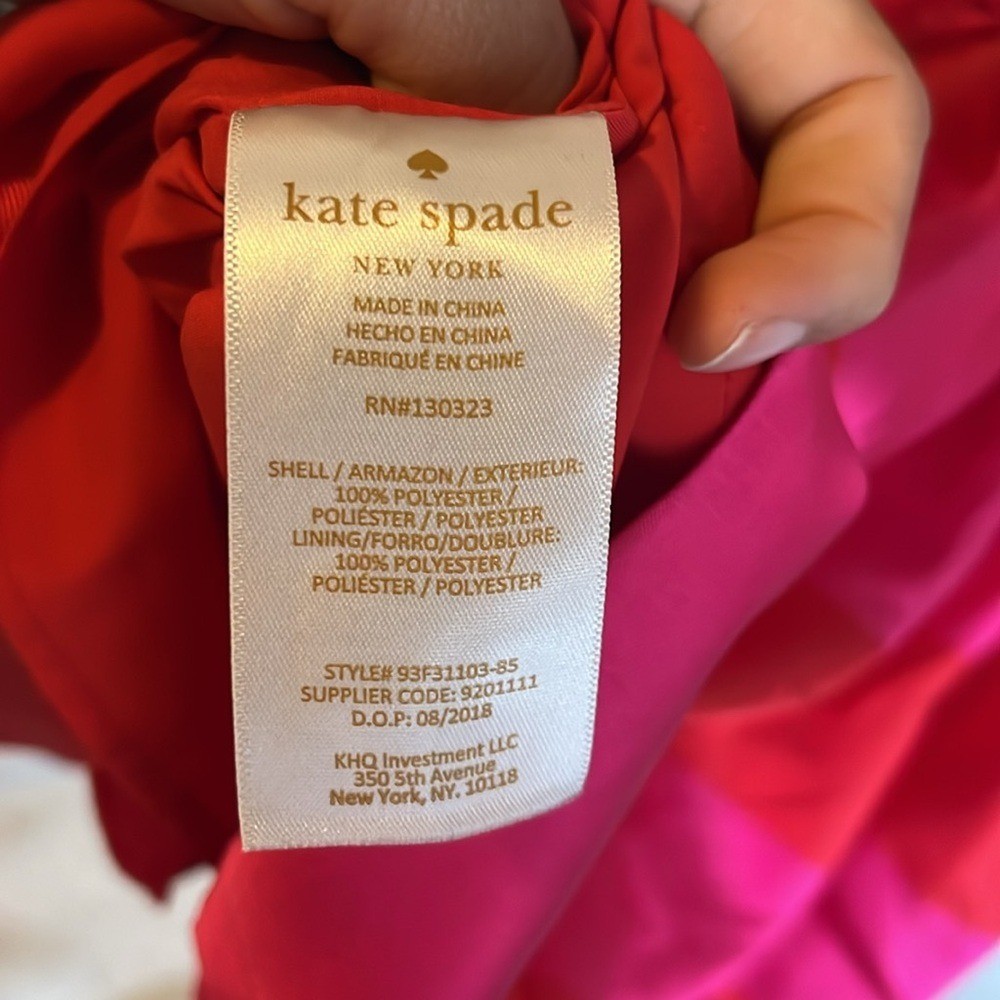 kate spade
NEW YORK
MADE IN CHINA
HECHO EN CHINA
FABRIQUÉ EN CHINE
RN#130323
SHELL / ARMAZON / EXTERIEUR:
100% POLYESTER /
POLIÉSTER / POLYESTER
LINING/FORRO/DOUBLURE:
100% POLYESTER /
POLIÉSTER / POLYESTER
STYLE# 93F31103-85
SUPPLIER CODE: 9201111
D.O.P: 08/2018
KHQ Investment LLC
350 5th Avenue
New York, NY. 10118